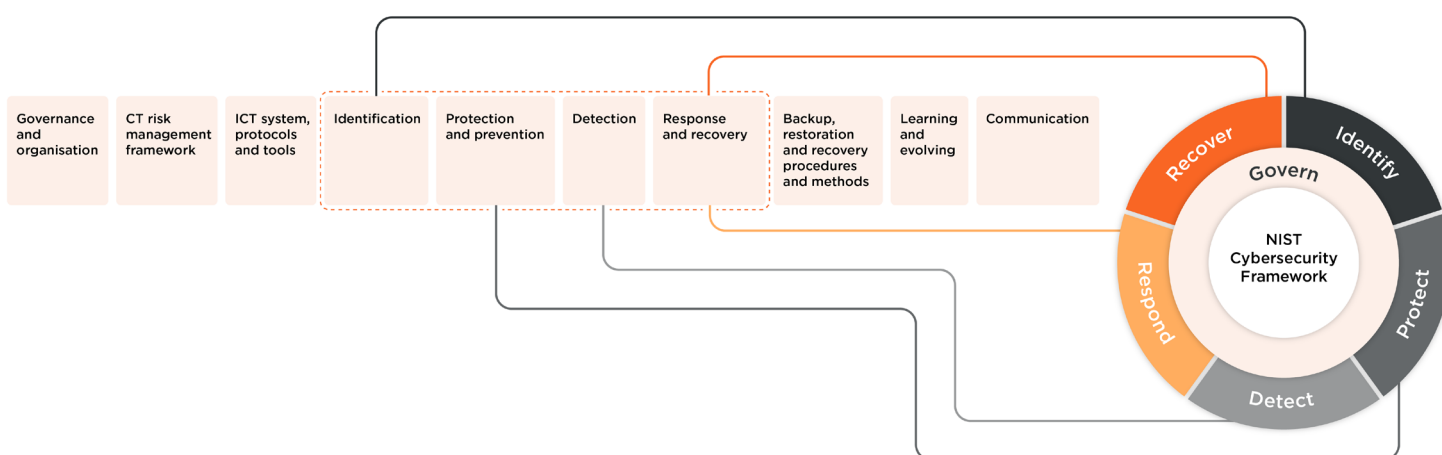 Governance
and
organisation
CT risk
management
framework
ICT system,
protocols
and tools
Identification
Protection
and prevention
Detection
Response
and recovery
Backup,
restoration
and recovery
procedures
and methods
Learning
and
evolving
Communication
Recover
Identify
Govern
NIST
Cybersecurity
Framework
Respond
Protect
Detect